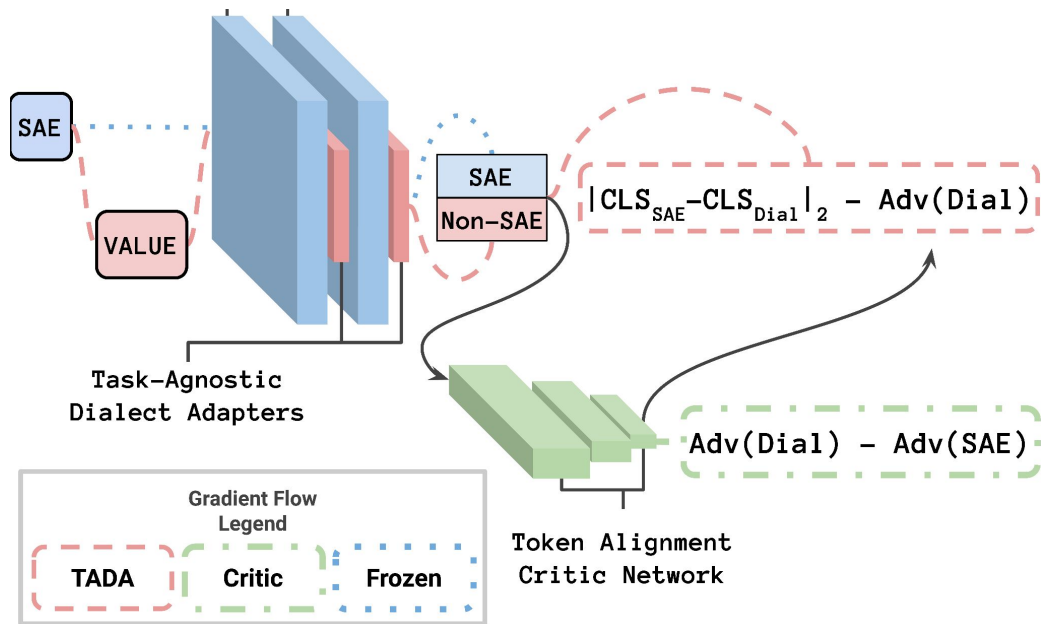 SAE
VALUE
SAE
Non-SAE
|CLS_SAE-CLS_Dial|_2 - Adv(Dial)
Task-Agnostic
Dialect Adapters
Adv(Dial) - Adv(SAE)
Token Alignment
Critic Network
Gradient Flow
Legend
TADA
Critic
Frozen